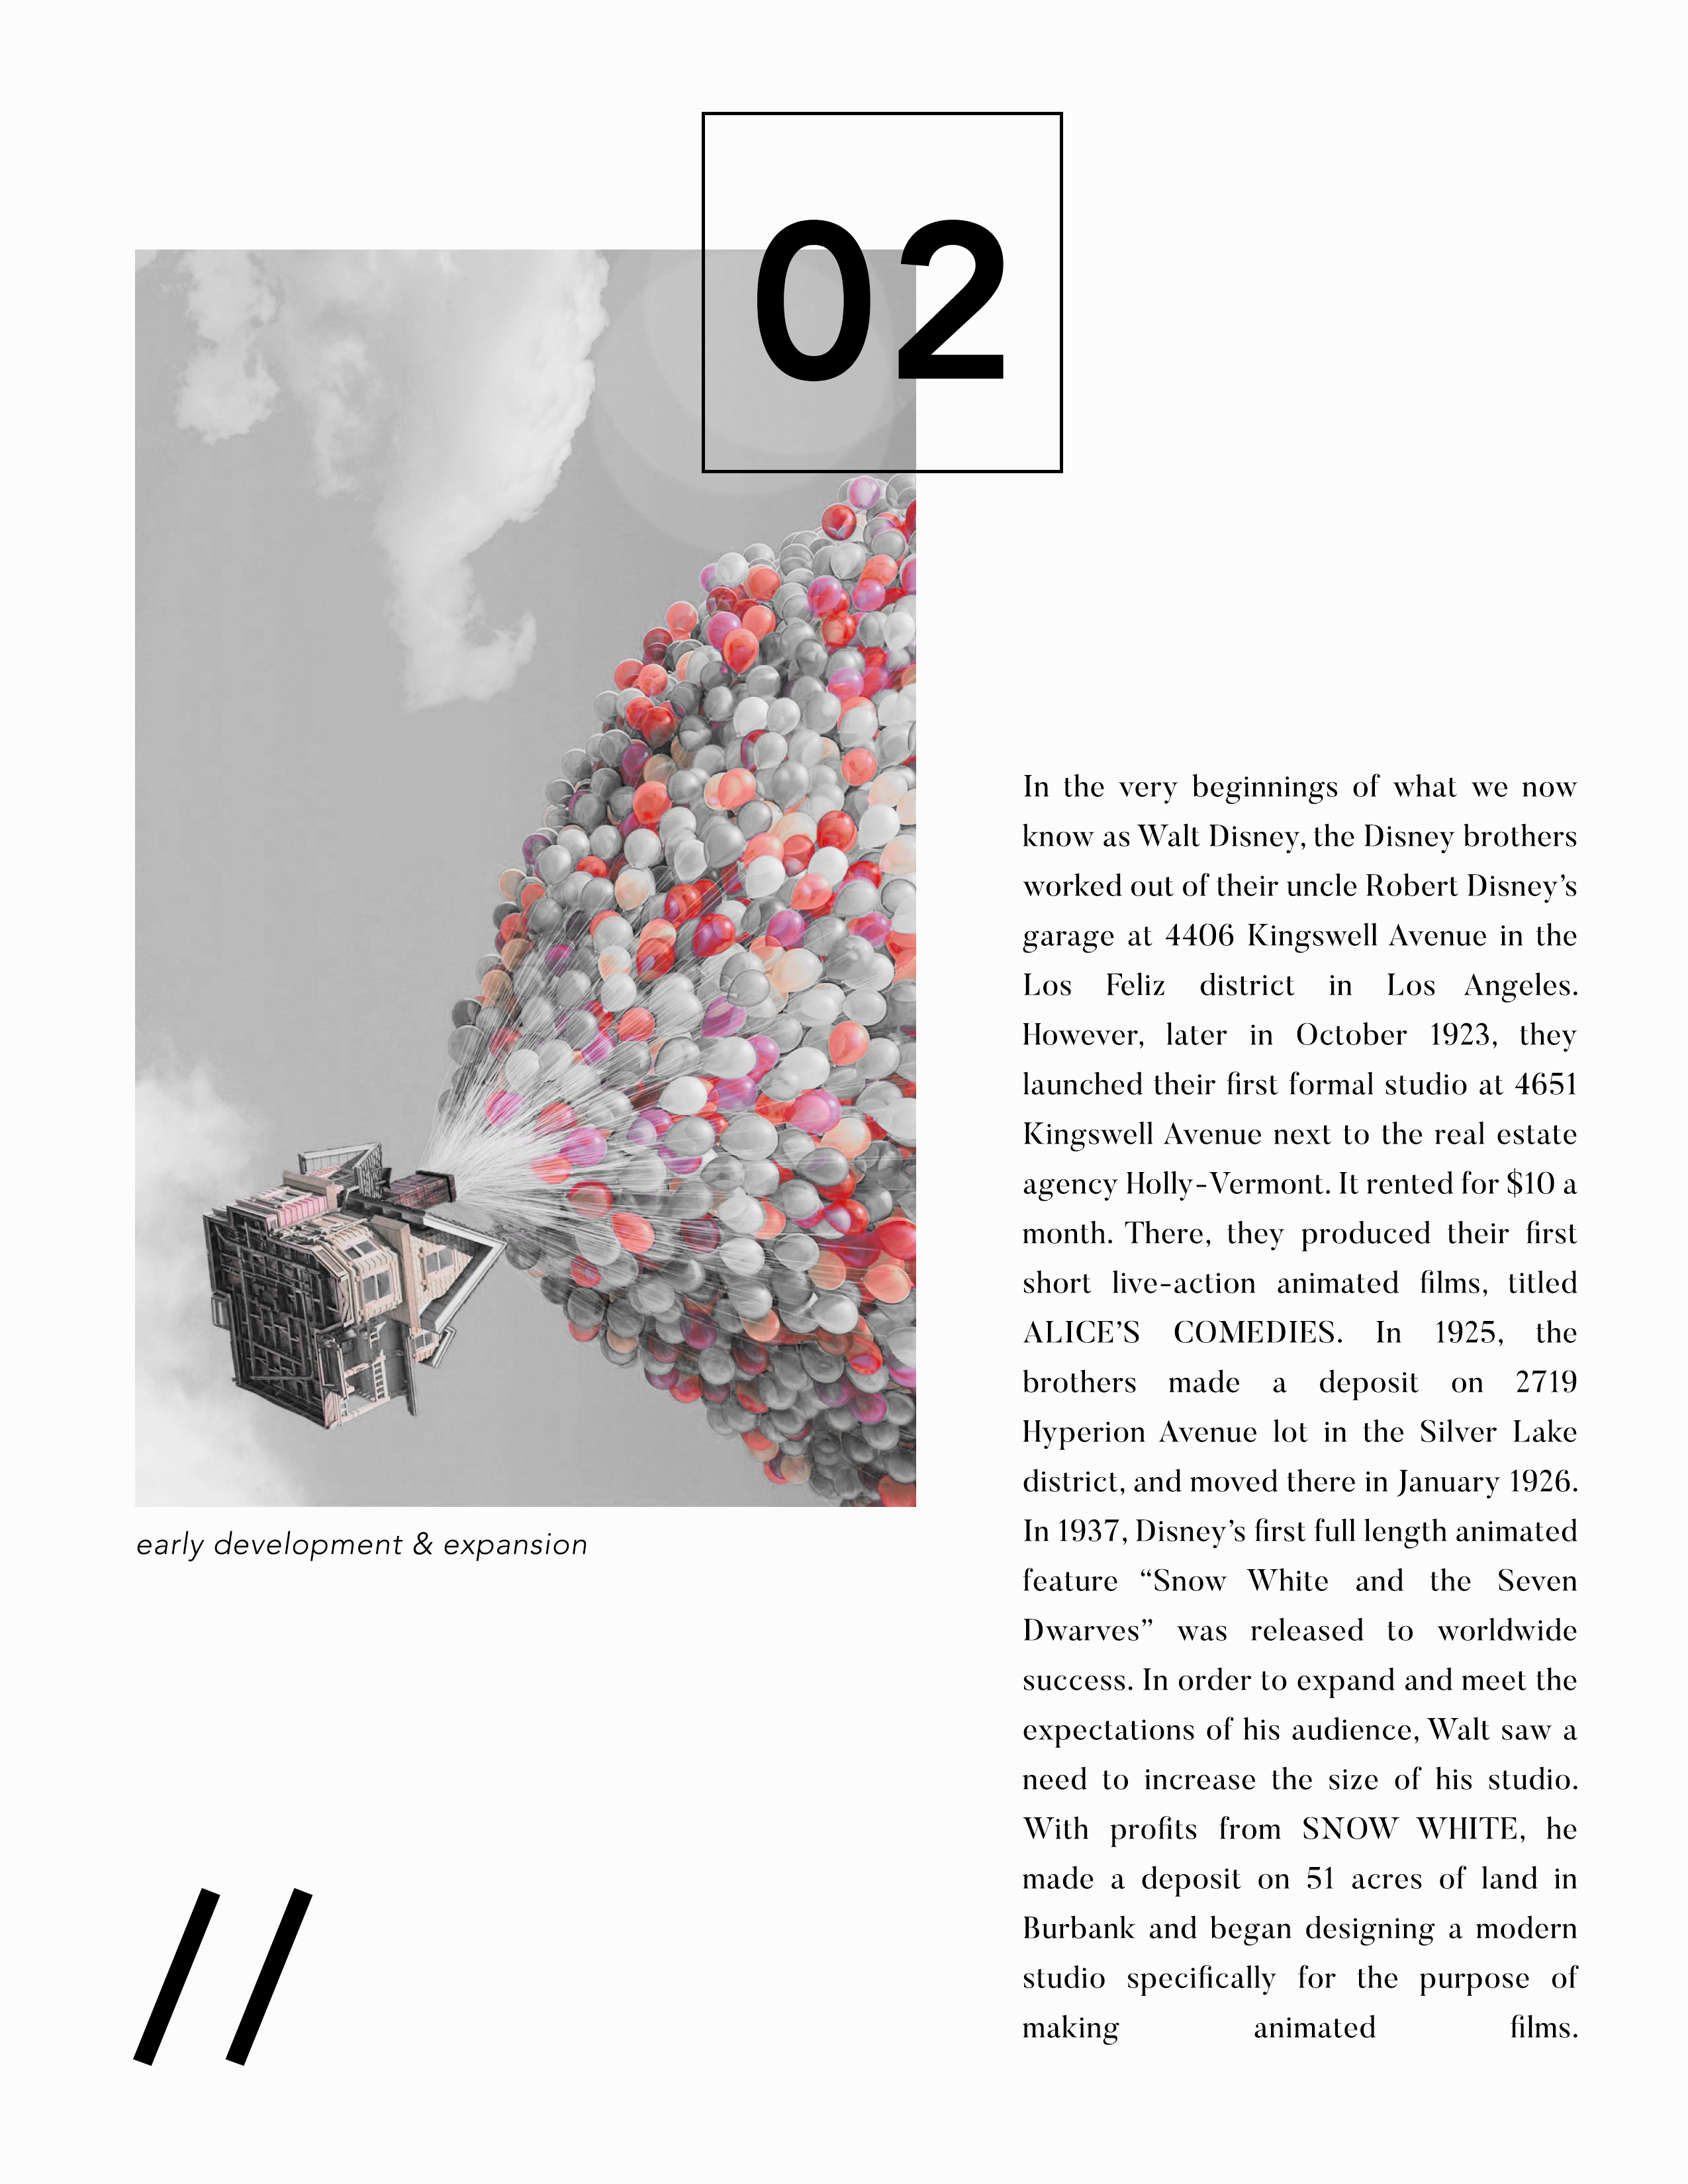 02
early development & expansion
In the very beginnings of what we now
know as Walt Disney, the Disney brothers
worked out of their uncle Robert Disney’s
garage at 4406 Kingswell Avenue in the
Los Feliz district in Los Angeles.
However, later in October 1923, they
launched their first formal studio at 4651
Kingswell Avenue next to the real estate
agency Holly-Vermont. It rented for $10 a
month. There, they produced their first
short live-action animated films, titled
ALICE’S COMEDIES. In 1925, the
brothers made a deposit on 2719
Hyperion Avenue lot in the Silver Lake
district, and moved there in January 1926.
In 1937, Disney’s first full length animated
feature “Snow White and the Seven
Dwarves” was released to worldwide
success. In order to expand and meet the
expectations of his audience, Walt saw a
need to increase the size of his studio.
With profits from SNOW WHITE, he
made a deposit on 51 acres of land in
Burbank and began designing a modern
studio specifically for the purpose of
making animated films.
//